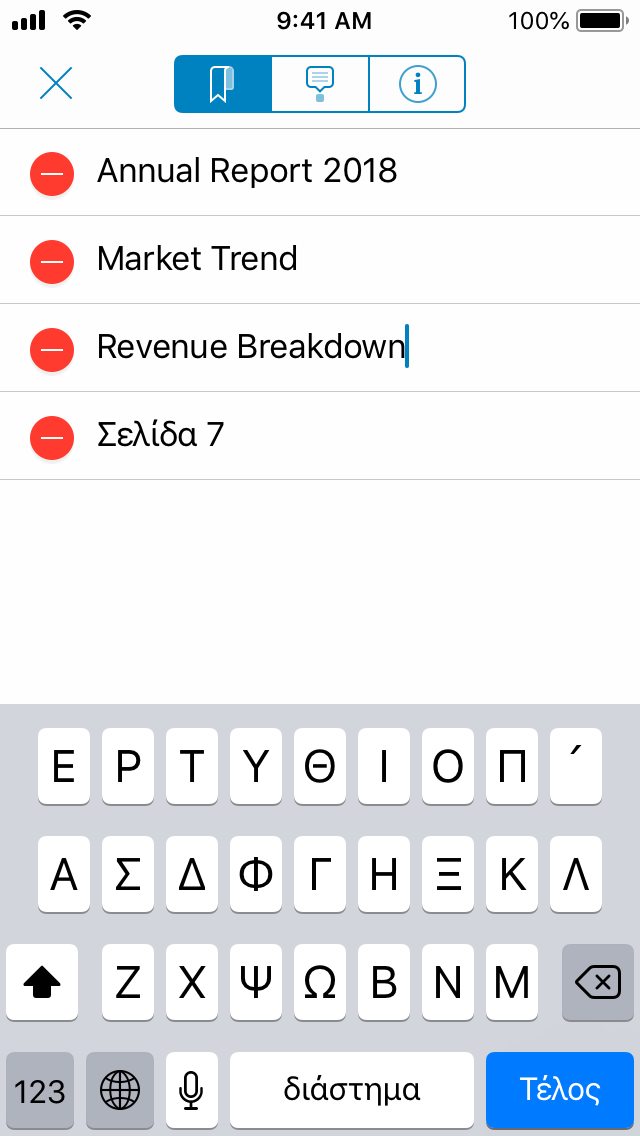 9:41 AM 100%
i
Annual Report 2018
Market Trend
Revenue Breakdown
Σελίδα 7
Ε Ρ Τ Υ Θ Ι Ο Π ´
Α Σ Δ Φ Γ Η Ξ Κ Λ
Ζ Χ Ψ Ω Β Ν Μ
123 διάστημα Τέλος